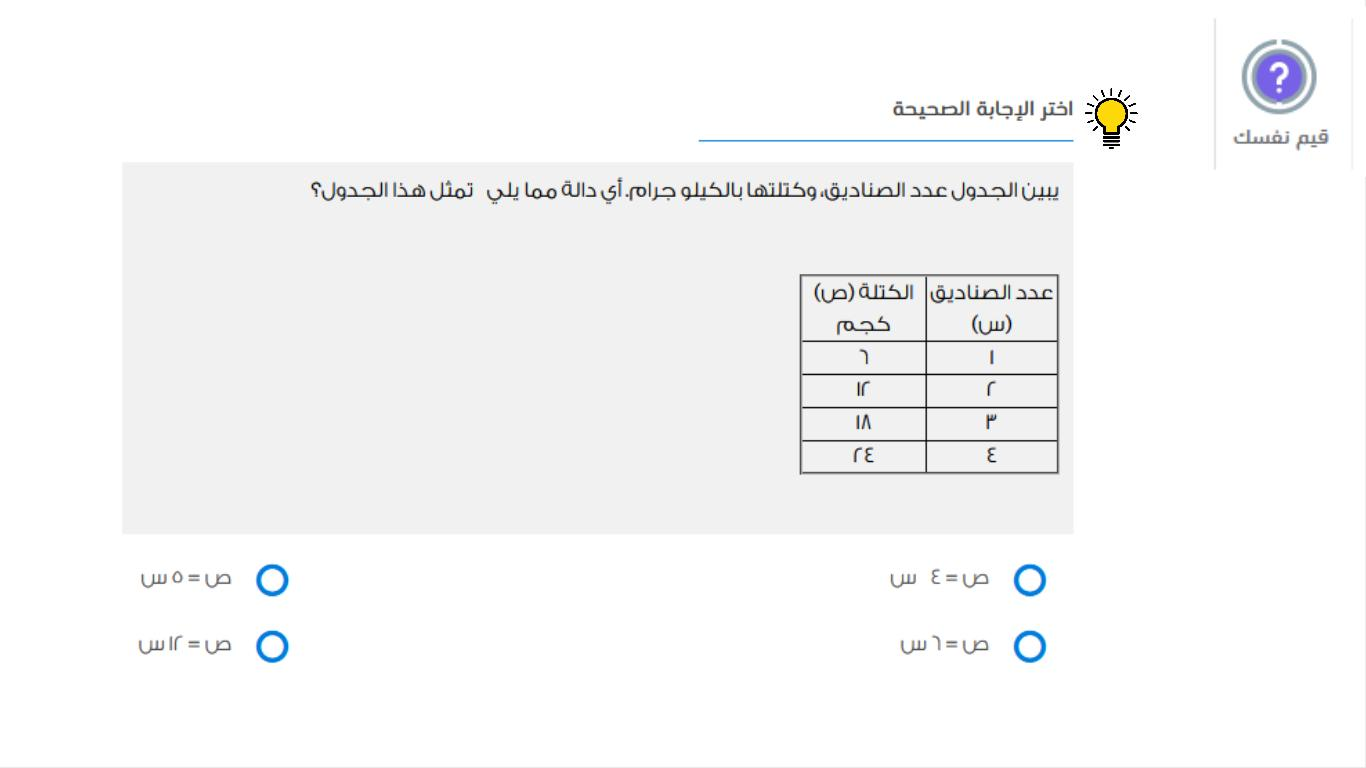 ?
قيم نفسك
اختر الإجابة الصحيحة
يبين الجدول عدد الصناديق، وكتلتها بالكيلو جرام. أي دالة مما يلي تمثل هذا الجدول؟
عدد الصناديق (س) الكتلة (ص) كجم
١ ٦
٢ ١٢
٣ ١٨
٤ ٢٤
ص = ٤ س
ص = ٥ س
ص = ٦ س
ص = ١٢ س